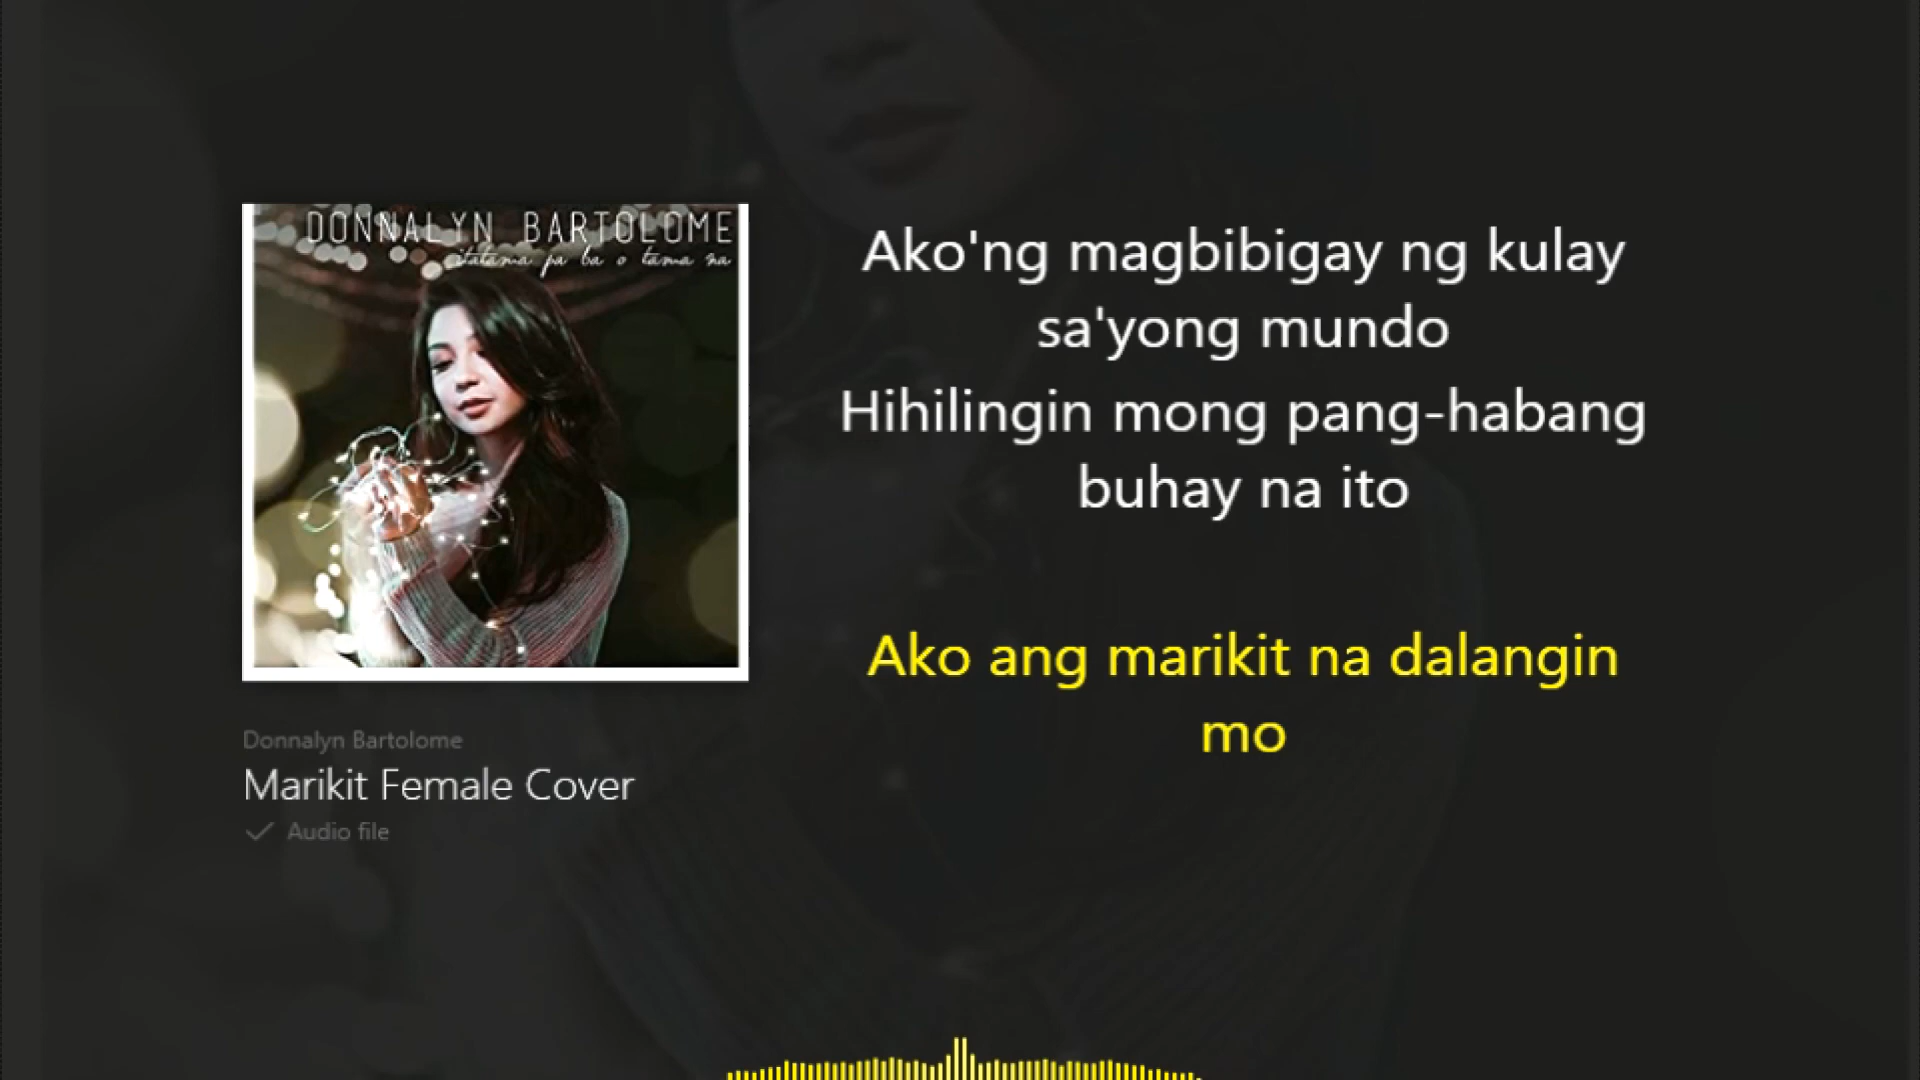 DONNALYN BARTOLOME
itatama pa ba o tama na
Donnalyn Bartolome
Marikit Female Cover
Audio file
Ako'ng magbibigay ng kulay
sa'yong mundo
Hihilingin mong pang-habang
buhay na ito
Ako ang marikit na dalangin
mo